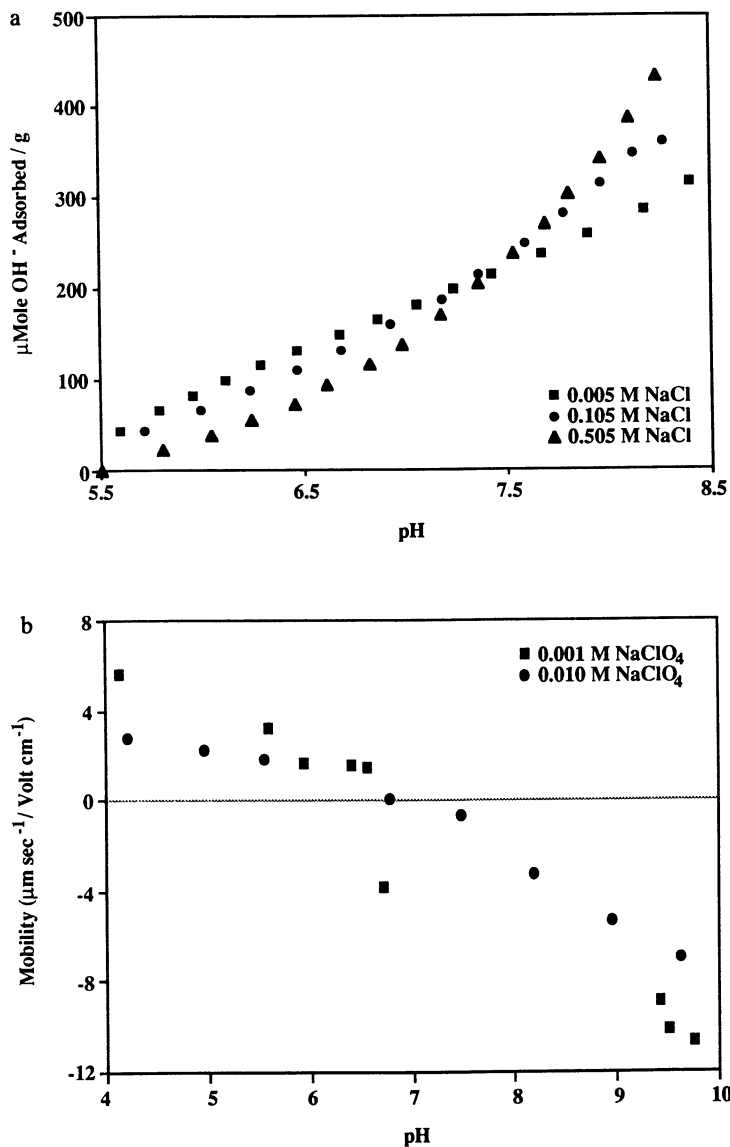 a
500
400
300
200
100
0
μMole OH⁻ Adsorbed / g
■ 0.005 M NaCl
● 0.105 M NaCl
▲ 0.505 M NaCl
5.5 6.5 7.5 8.5
pH
b
8
4
0
-4
-8
-12
Mobility (μm sec⁻¹/ Volt cm⁻¹)
■ 0.001 M NaClO₄
● 0.010 M NaClO₄
4 5 6 7 8 9 10
pH